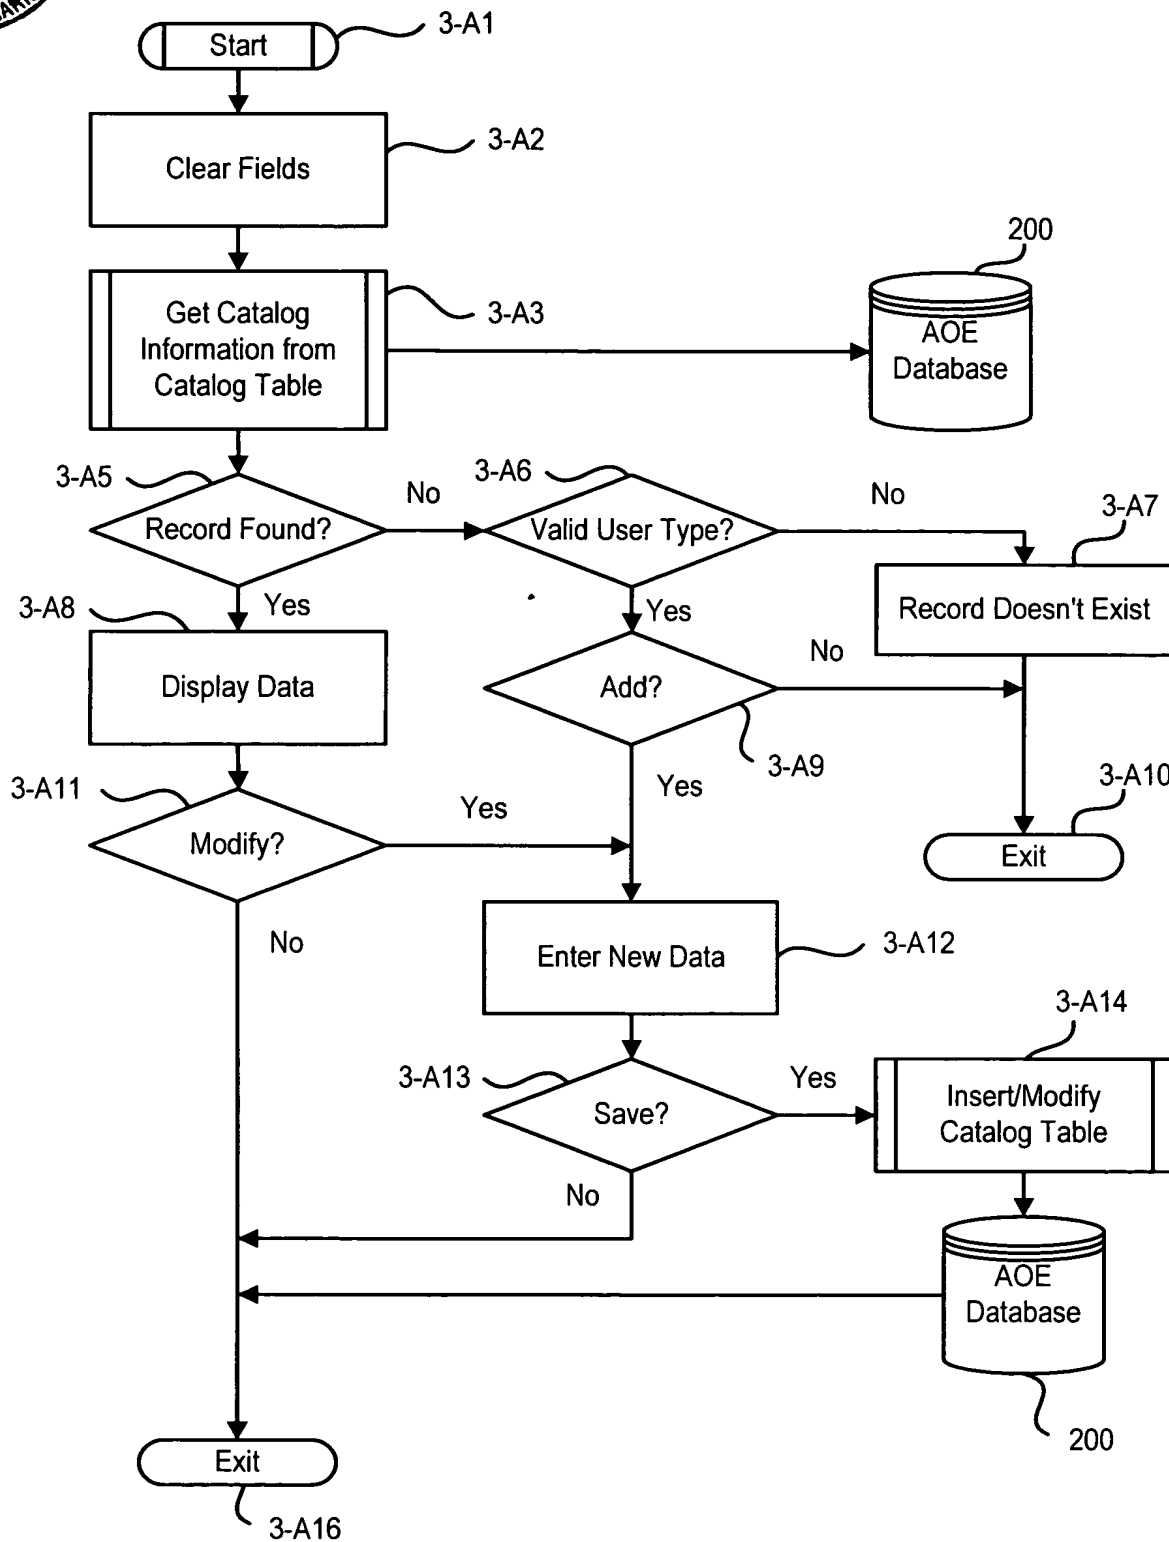 3-A1
Start
3-A2
Clear Fields
200
3-A3
Get Catalog
Information from
Catalog Table
AOE
Database
3-A5
No
3-A6
No
3-A7
Record Found?
Valid User Type?
3-A8
Yes
Yes
Record Doesn't Exist
No
Display Data
Add?
3-A9
3-A10
3-A11
Yes
Yes
Modify?
Exit
No
3-A12
Enter New Data
3-A14
3-A13
Yes
Insert/Modify
Catalog Table
Save?
No
AOE
Database
200
Exit
3-A16